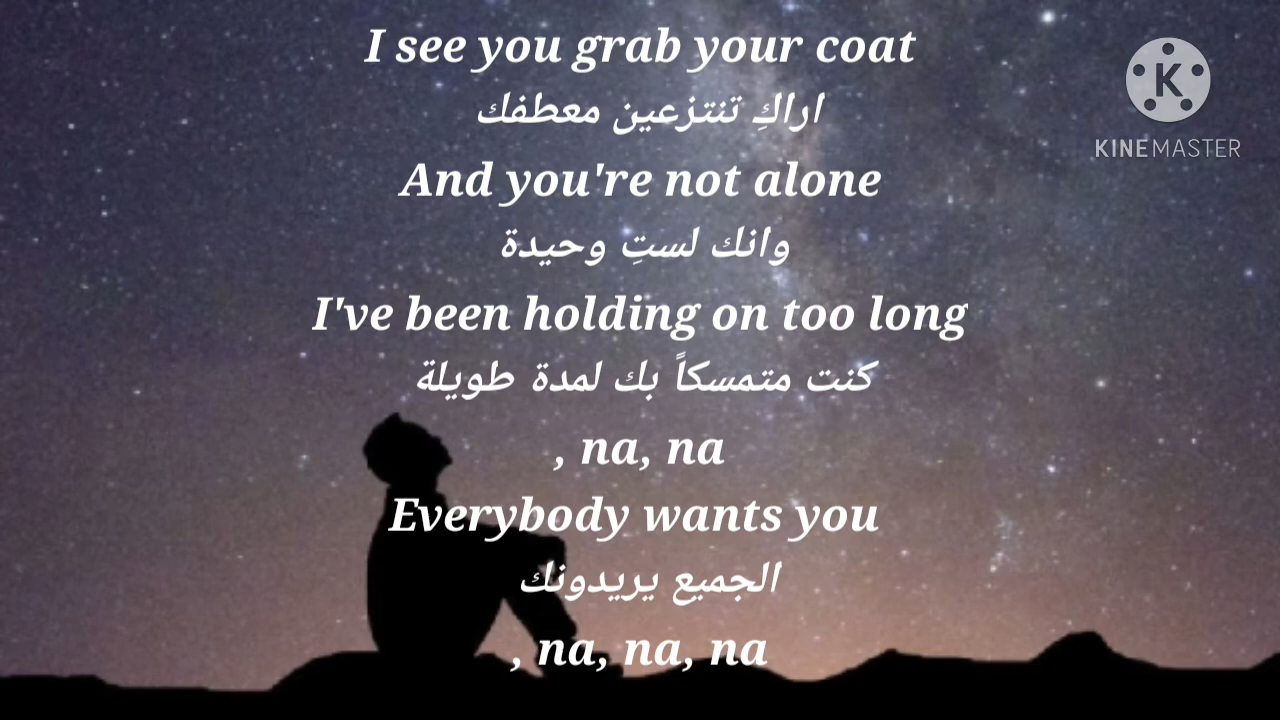 I see you grab your coat
اراكِ تنتزعين معطفك
And you're not alone
وانك لستِ وحيدة
I've been holding on too long
كنت متمسكاً بك لمدة طويلة
, na, na
Everybody wants you
الجميع يريدونك
, na, na, na
K
KINEMASTER